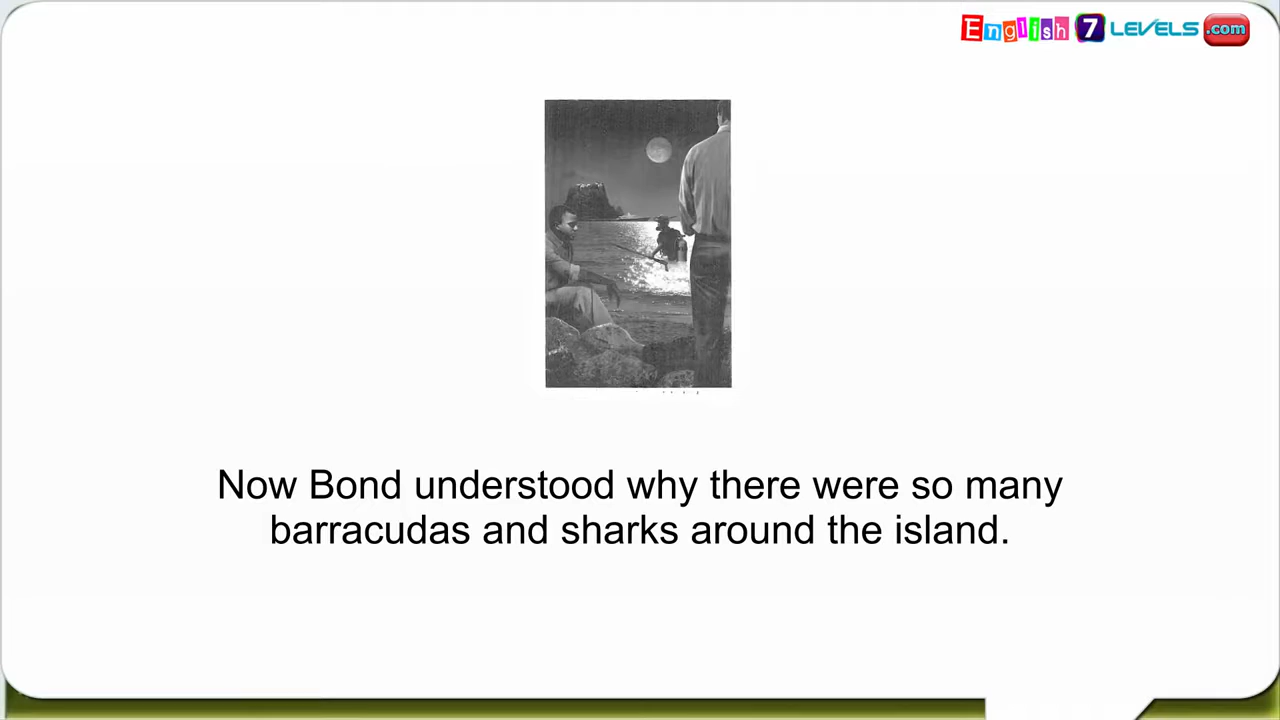 English 7 LEVELS .com
Now Bond understood why there were so many
barracudas and sharks around the island.